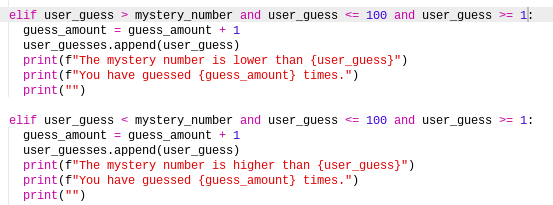 elif user_guess > mystery_number and user_guess <= 100 and user_guess >= 1:
  guess_amount = guess_amount + 1
  user_guesses.append(user_guess)
  print(f"The mystery number is lower than {user_guess}")
  print(f"You have guessed {guess_amount} times.")
  print("")

elif user_guess < mystery_number and user_guess <= 100 and user_guess >= 1:
  guess_amount = guess_amount + 1
  user_guesses.append(user_guess)
  print(f"The mystery number is higher than {user_guess}")
  print(f"You have guessed {guess_amount} times.")
  print("")